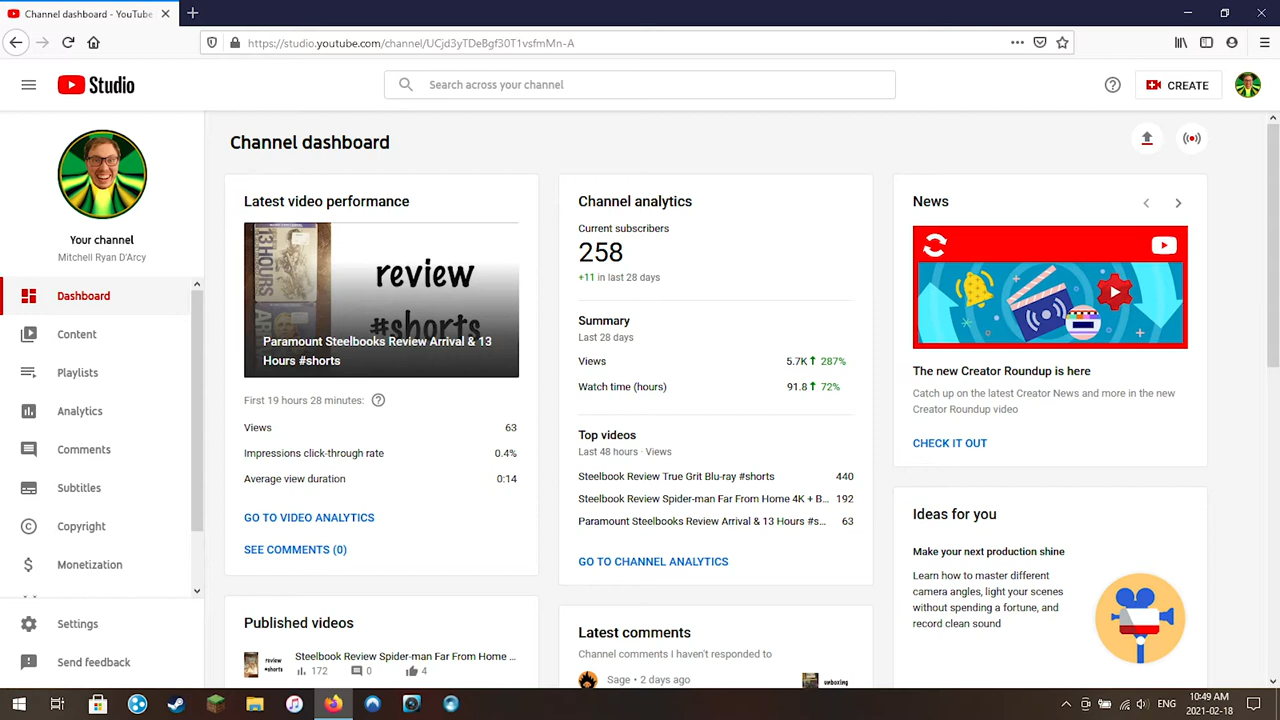 Channel dashboard - YouTube
https://studio.youtube.com/channel/UCjd3yTDeBgf30T1vsfmMn-A
Studio
Search across your channel
CREATE
Your channel
Mitchell Ryan D'Arcy
Dashboard
Content
Playlists
Analytics
Comments
Subtitles
Copyright
Monetization
Settings
Send feedback
Channel dashboard
Latest video performance
13 HOURS
review
#shorts
Paramount Steelbooks Review Arrival & 13
Hours #shorts
First 19 hours 28 minutes:
Views 63
Impressions click-through rate 0.4%
Average view duration 0:14
GO TO VIDEO ANALYTICS
SEE COMMENTS (0)
Published videos
review
#shorts
Steelbook Review Spider-man Far From Home ...
172 0 4
Channel analytics
Current subscribers
258
+11 in last 28 days
Summary
Last 28 days
Views 5.7K 287%
Watch time (hours) 91.8 72%
Top videos
Last 48 hours · Views
Steelbook Review True Grit Blu-ray #shorts 440
Steelbook Review Spider-man Far From Home 4K + B... 192
Paramount Steelbooks Review Arrival & 13 Hours #s... 63
GO TO CHANNEL ANALYTICS
Latest comments
Channel comments I haven't responded to
Sage • 2 days ago
unboxing
News
The new Creator Roundup is here
Catch up on the latest Creator News and more in the new
Creator Roundup video
CHECK IT OUT
Ideas for you
Make your next production shine
Learn how to master different
camera angles, light your scenes
without spending a fortune, and
record clean sound
ENG
10:49 AM
2021-02-18